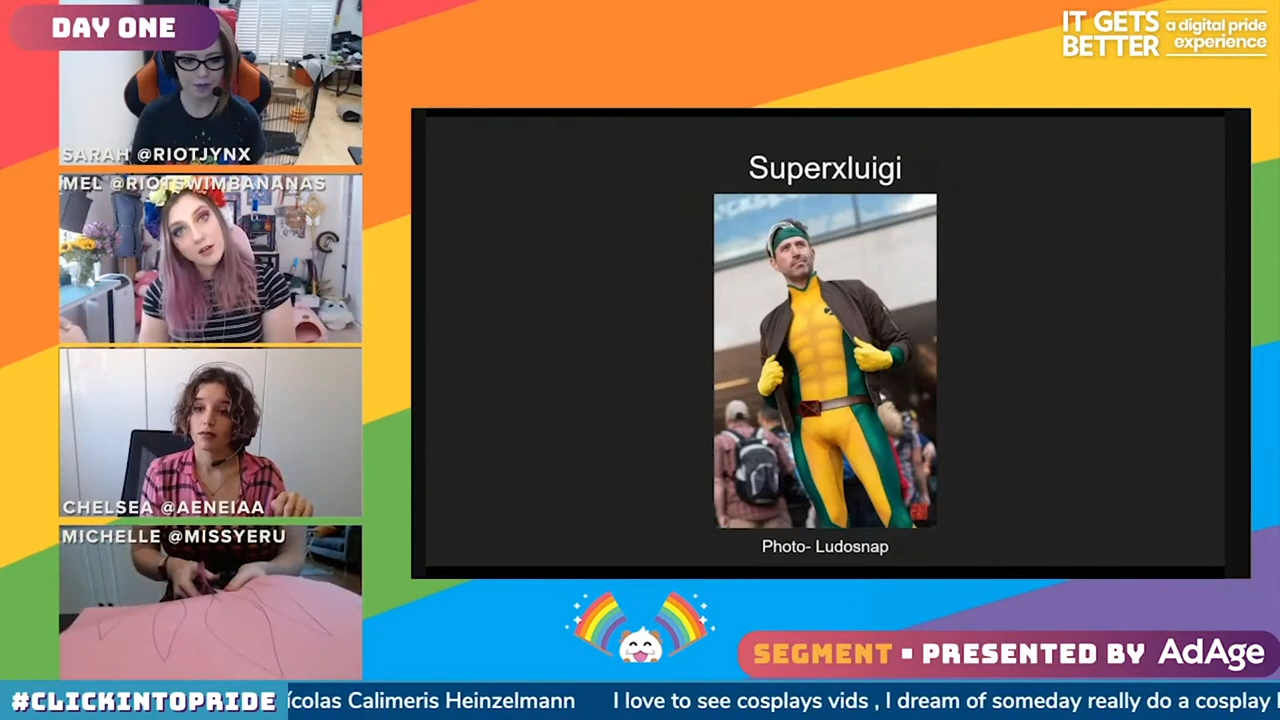 DAY ONE
IT GETS
BETTER
a digital pride
experience
SARAH @RIOTJYNX
MEL @RIOTSWIMBANANAS
CHELSEA @AENEIAA
MICHELLE @MISSYERU
Superxluigi
Photo- Ludosnap
SEGMENT ▪ PRESENTED BY AdAge
#CLICKINTOPRIDE
ícolas Calimeris Heinzelmann I love to see cosplays vids , I dream of someday really do a cosplay